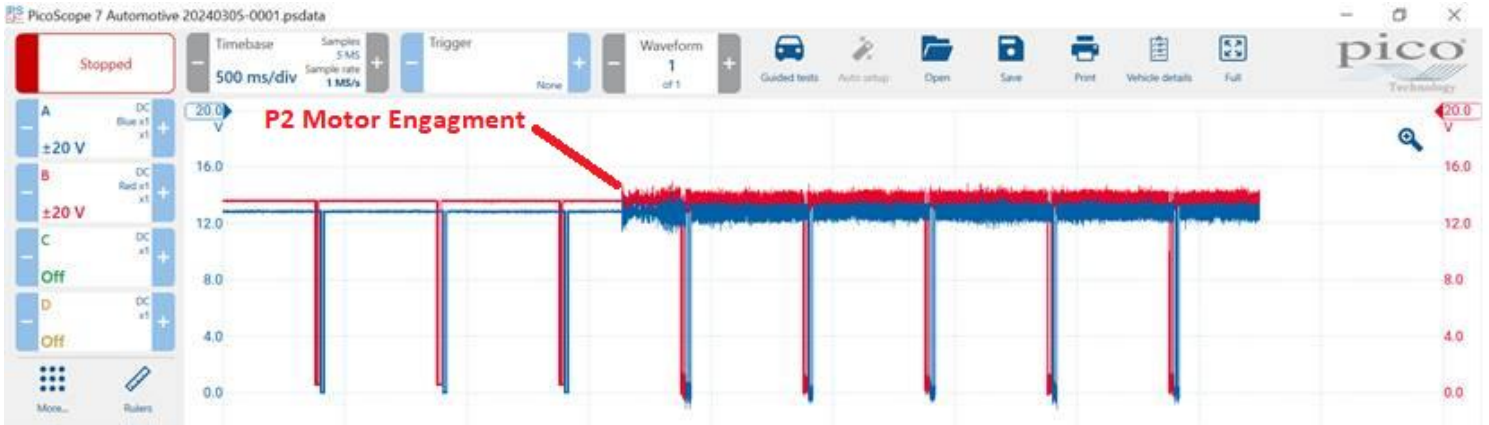 PicoScope 7 Automotive 20240305-0001.psdata
Stopped
Timebase
500 ms/div
Samples
5 MS
Sample rate
1 MS/s
Trigger
None
Waveform
1
of 1
Guided tests
Auto setup
Open
Save
Print
Vehicle details
Full
pico
Technology
A
DC
Blue x1
x1
±20 V
B
DC
Red x1
x1
±20 V
C
DC
x1
Off
D
DC
x1
Off
More...
Rulers
20.0
V
16.0
12.0
8.0
4.0
0.0
P2 Motor Engagment
20.0
V
16.0
12.0
8.0
4.0
0.0